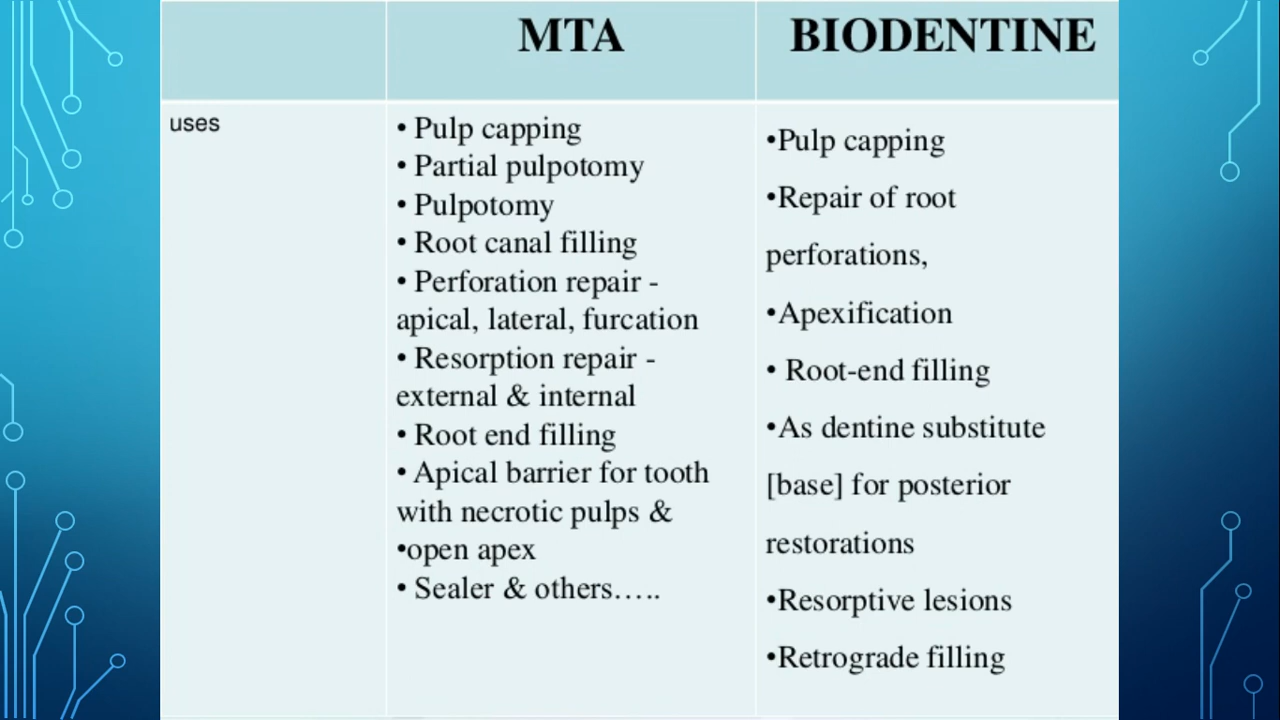 MTA
BIODENTINE
uses
• Pulp capping
• Partial pulpotomy
• Pulpotomy
• Root canal filling
• Perforation repair -
apical, lateral, furcation
• Resorption repair -
external & internal
• Root end filling
• Apical barrier for tooth
with necrotic pulps &
•open apex
• Sealer & others.….
•Pulp capping
•Repair of root
perforations,
•Apexification
• Root-end filling
•As dentine substitute
[base] for posterior
restorations
•Resorptive lesions
•Retrograde filling